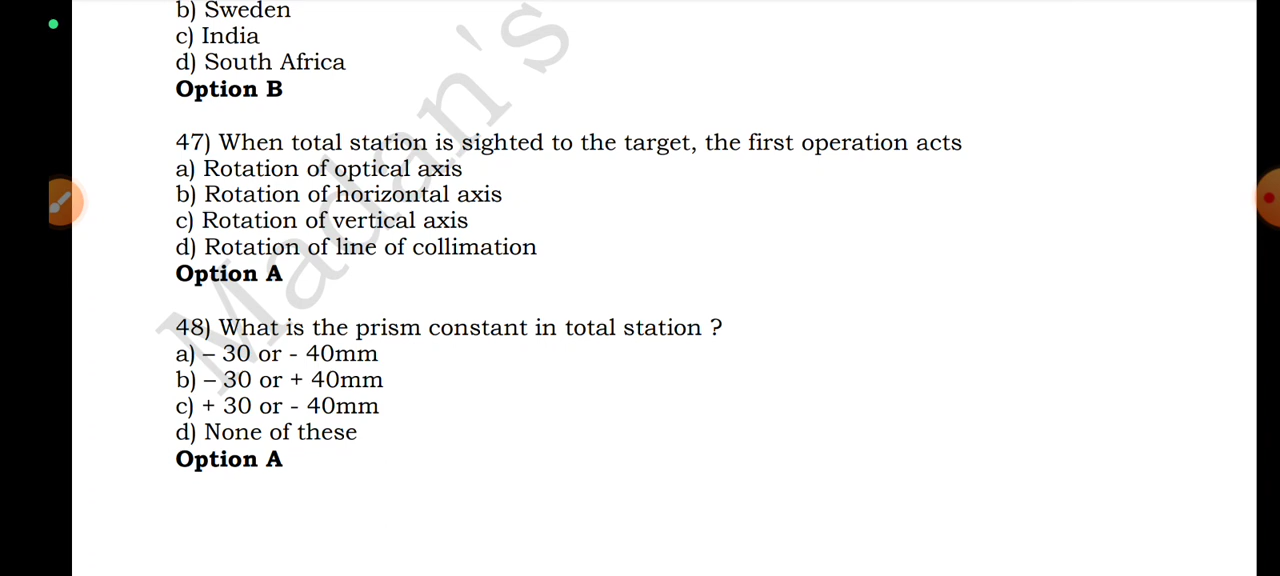 b) Sweden
c) India
d) South Africa
Option B
47) When total station is sighted to the target, the first operation acts
a) Rotation of optical axis
b) Rotation of horizontal axis
c) Rotation of vertical axis
d) Rotation of line of collimation
Option A
48) What is the prism constant in total station ?
a) – 30 or - 40mm
b) – 30 or + 40mm
c) + 30 or - 40mm
d) None of these
Option A
Madan's